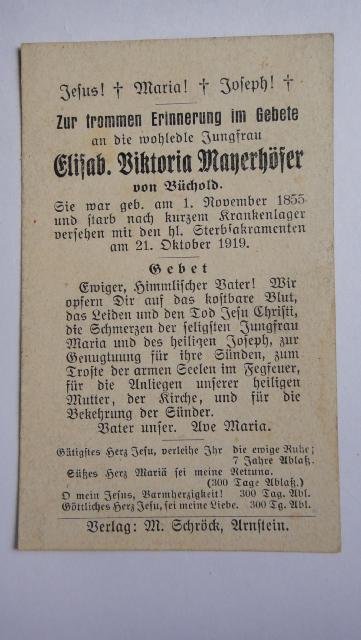 Jesus! † Maria! † Joseph! †
Zur frommen Erinnerung im Gebete
an die wohledle Jungfrau
Elisab. Viktoria Mayerhöfer
von Büchold.
Sie war geb. am 1. November 1855
und starb nach kurzem Krankenlager
versehen mit den hl. Sterbsakramenten
am 21. Oktober 1919.
Gebet
Ewiger, Himmlischer Vater! Wir
opfern Dir auf das kostbare Blut,
das Leiden und den Tod Jesu Christi,
die Schmerzen der seligsten Jungfrau
Maria und des heiligen Joseph, zur
Genugtuung für ihre Sünden, zum
Troste der armen Seelen im Fegfeuer,
für die Anliegen unserer heiligen
Mutter, der Kirche, und für die
Bekehrung der Sünder.
Vater unser. Ave Maria.
Gütigstes Herz Jesu, verleihe Ihr die ewige Ruhe;
7 Jahre Ablaß.
Süßes Herz Mariä sei meine Rettung.
(300 Tage Ablaß.)
O mein Jesus, Barmherzigkeit! 300 Tag. Abl.
Göttliches Herz Jesu, sei meine Liebe. 300 Tg. Abl.
Verlag: M. Schröck, Arnstein.